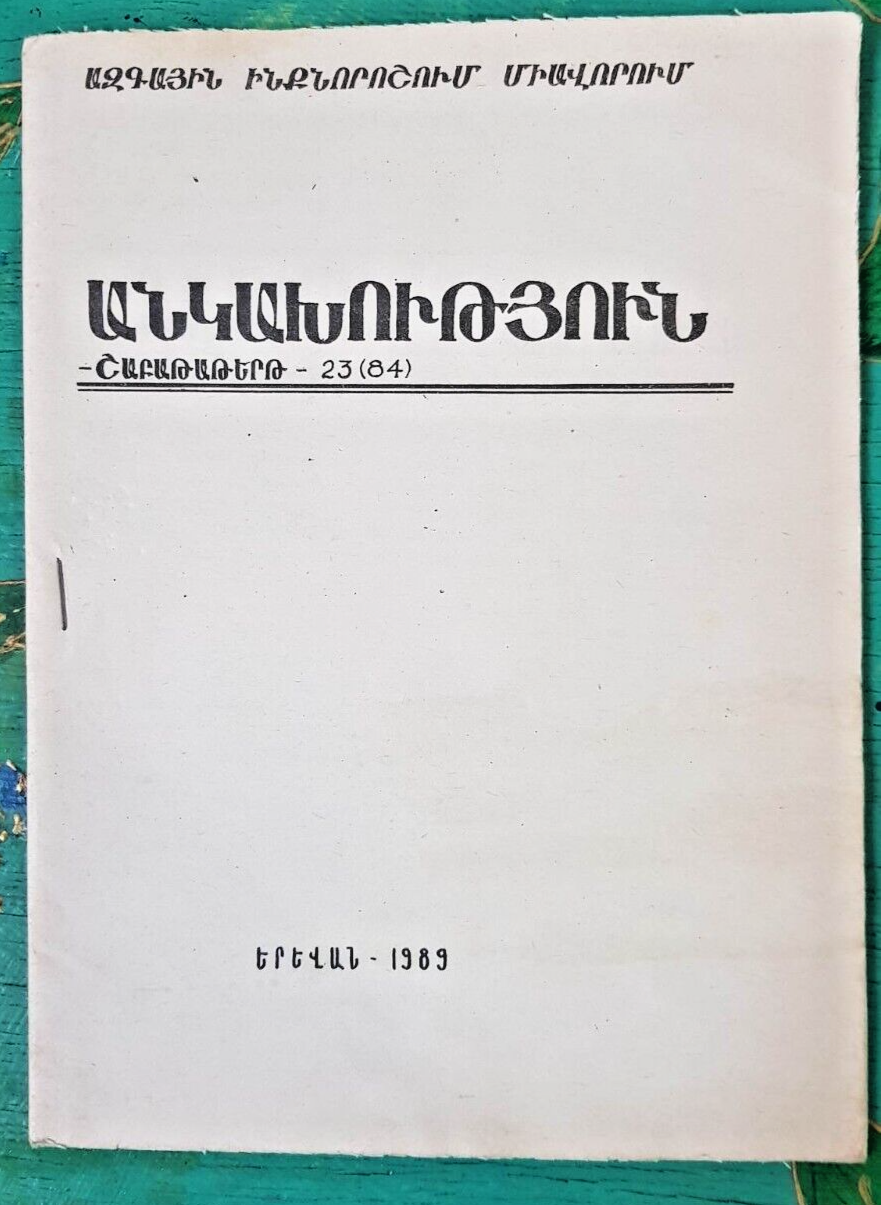 ԱԶԳԱՅԻՆ ԻՆՔՆՈՐՈՇՈՒՄ ՄԻԱՎՈՐՈՒՄ
ԱՆԿԱԽՈՒԹՅՈՒՆ
-ՇԱԲԱԹԱԹԵՐԹ - 23(84)
ԵՐԵՎԱՆ - 1989